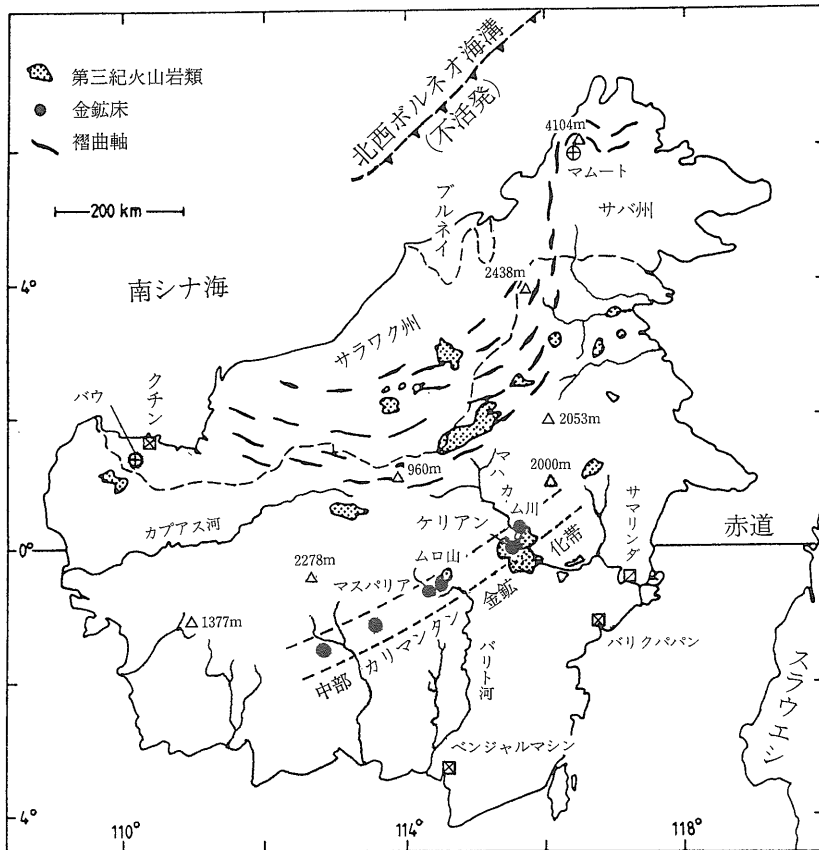 第三紀火山岩類
金鉱床
褶曲軸
200 km
北西ボルネオ海溝
(不活発)
4104m
マムート
サバ州
ブルネイ
2438m
4°
南シナ海
サラワク州
クチン
バウ
2053m
960m
マハカム川
2000m
サマリンダ
カプアス河
ケリアン
赤道
0°
2278m
ムロ山
マスパリア
1377m
中部カリマンタン金鉱化帯
バリト河
バリクパパン
スラウエシ
ベンジャルマシン
4°
110°
114°
118°